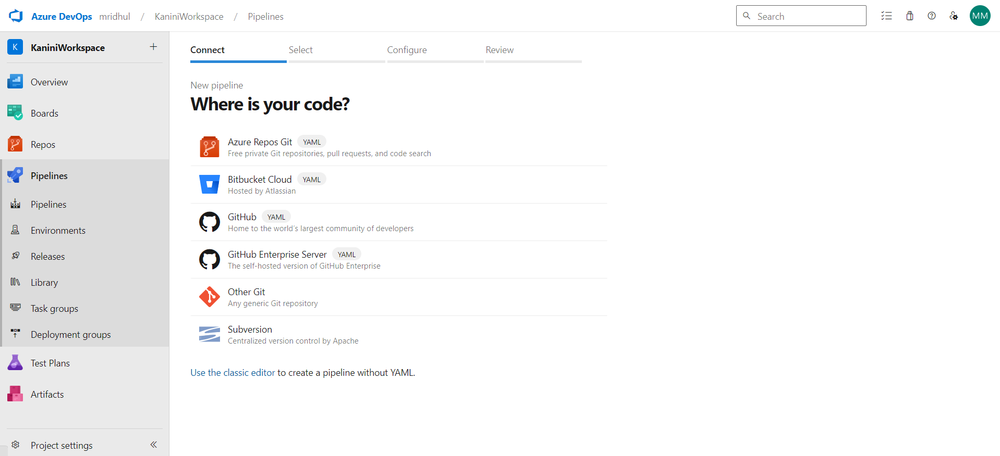 Azure DevOps mridhul / KaniniWorkspace / Pipelines
Search
MM
K KaniniWorkspace +
Overview
Boards
Repos
Pipelines
Pipelines
Environments
Releases
Library
Task groups
Deployment groups
Test Plans
Artifacts
Project settings
Connect Select Configure Review
New pipeline
Where is your code?
Azure Repos Git YAML
Free private Git repositories, pull requests, and code search
Bitbucket Cloud YAML
Hosted by Atlassian
GitHub YAML
Home to the world's largest community of developers
GitHub Enterprise Server YAML
The self-hosted version of GitHub Enterprise
Other Git
Any generic Git repository
Subversion
Centralized version control by Apache
Use the classic editor to create a pipeline without YAML.